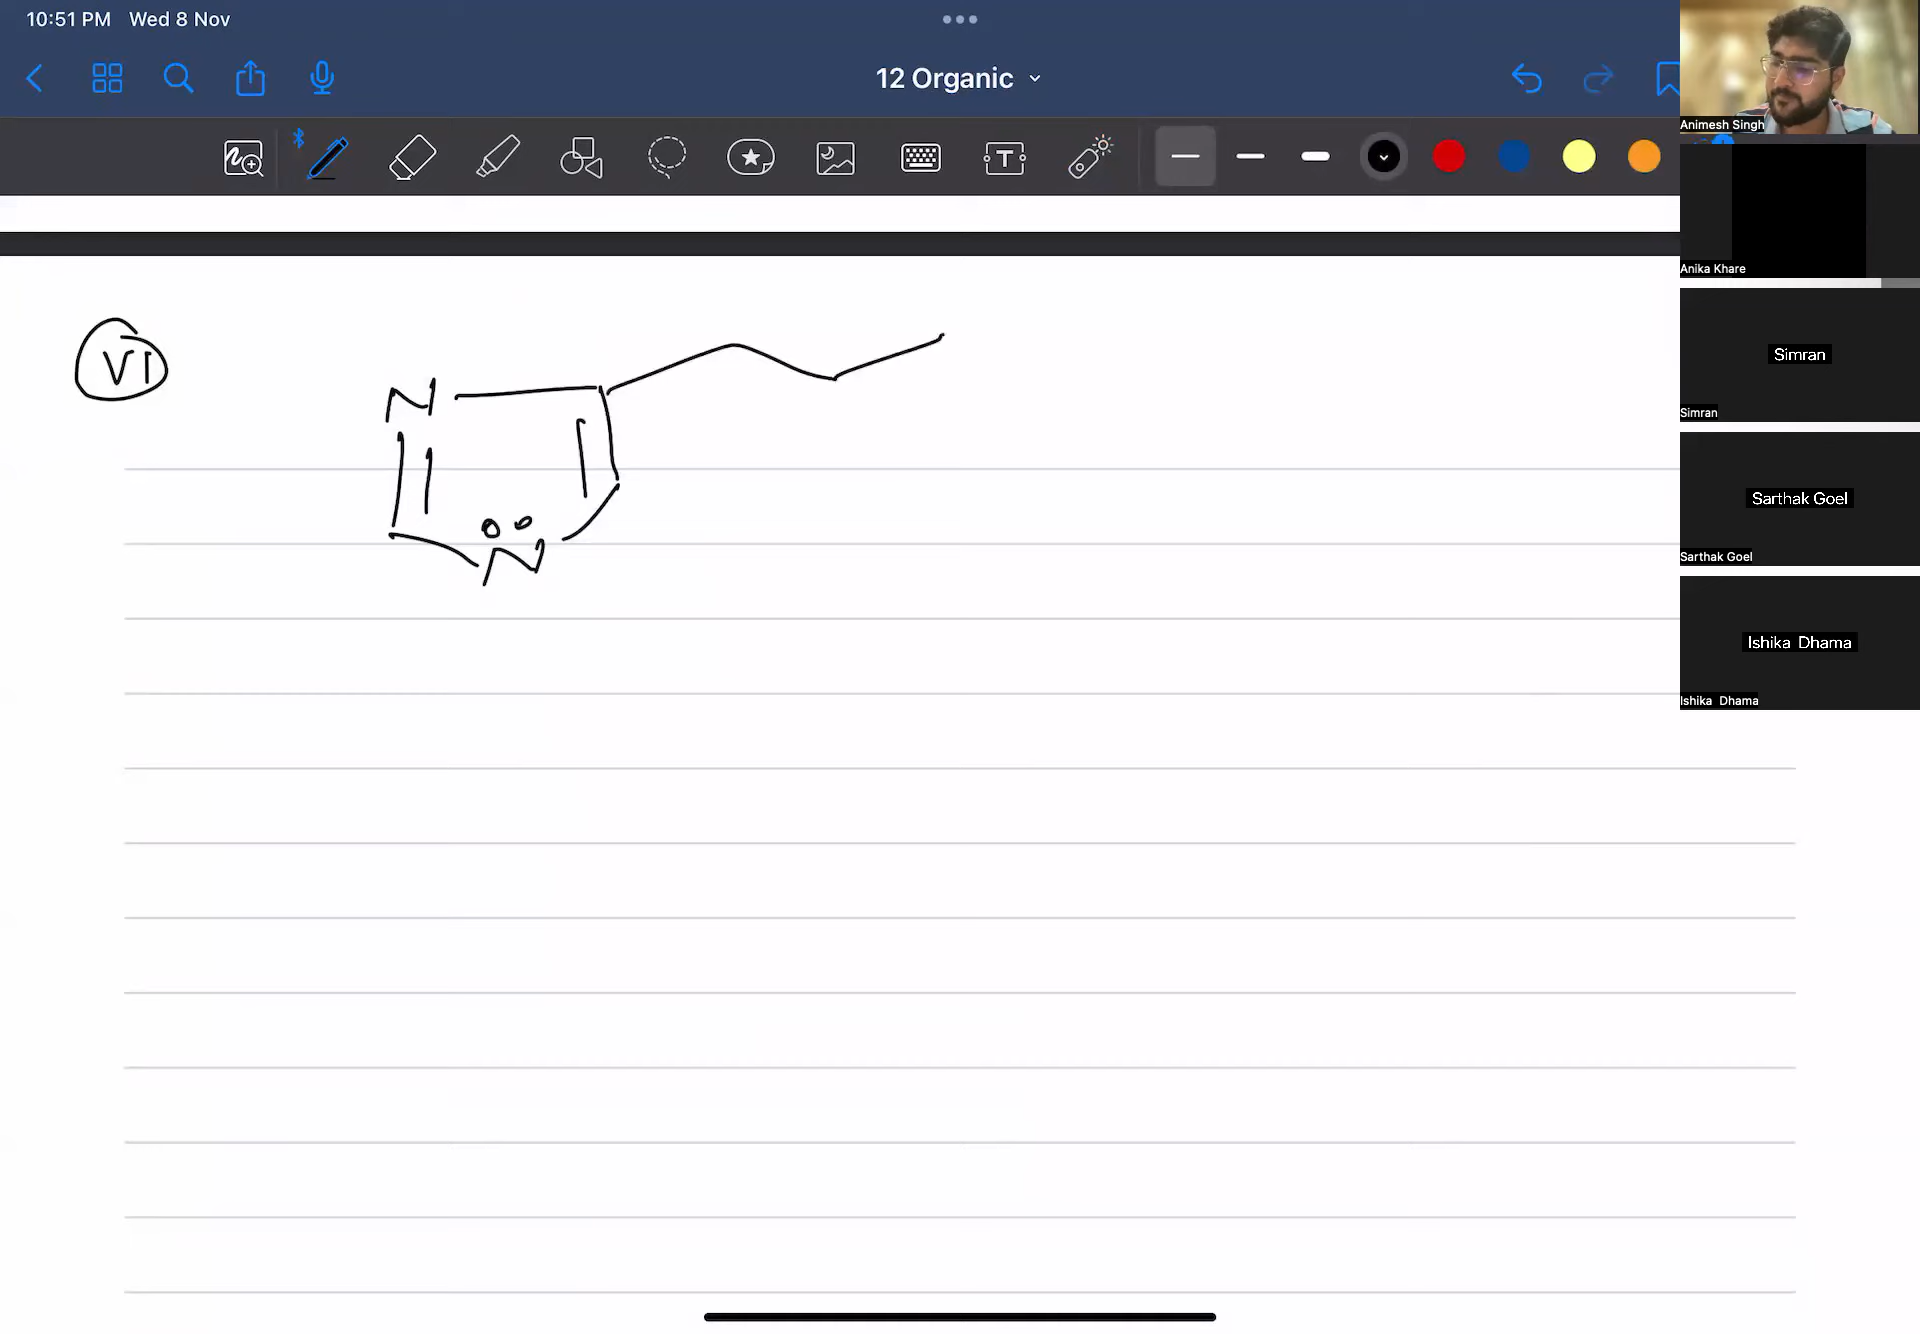 10:51 PM Wed 8 Nov
12 Organic
T
Animesh Singh
Anika Khare
Simran
Simran
Sarthak Goel
Sarthak Goel
Ishika Dhama
Ishika Dhama
VI
N
N